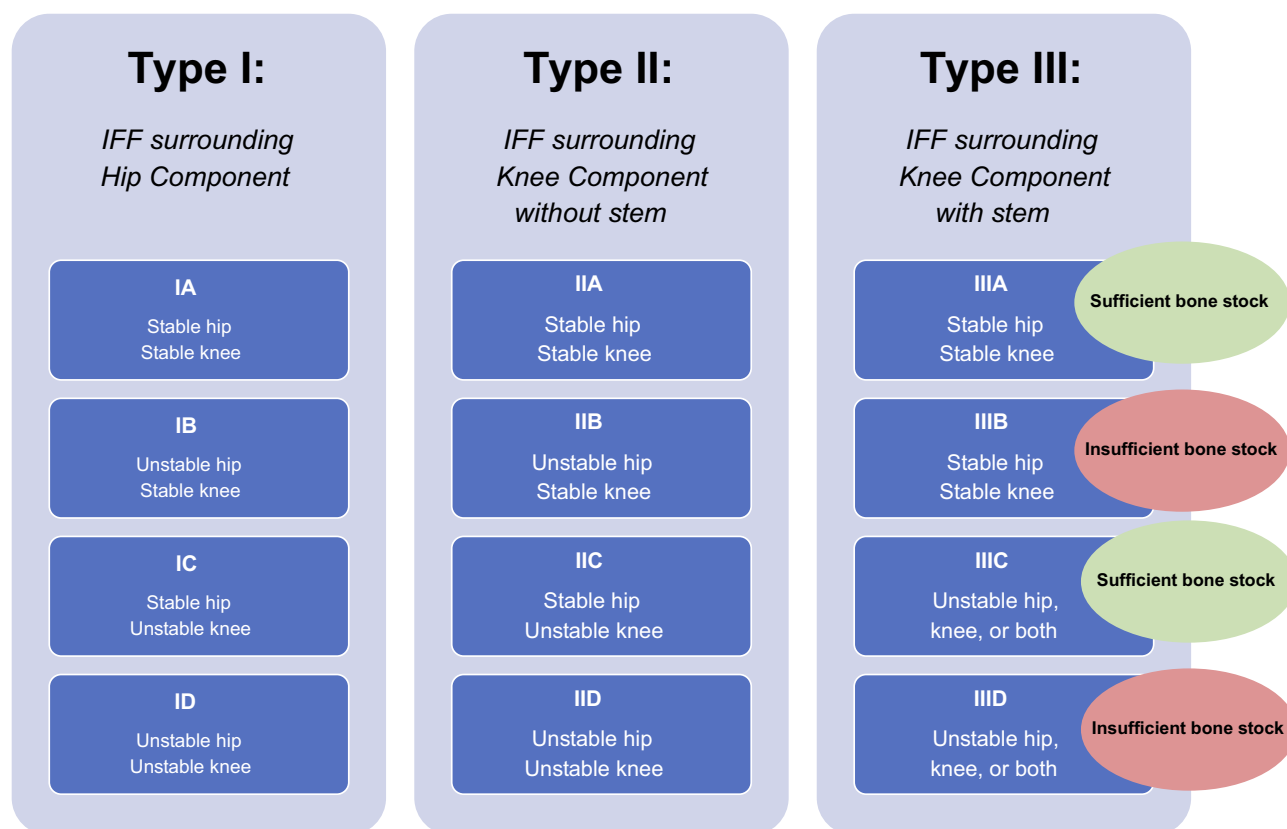 Type I:
IFF surrounding
Hip Component
IA
Stable hip
Stable knee
IB
Unstable hip
Stable knee
IC
Stable hip
Unstable knee
ID
Unstable hip
Unstable knee
Type II:
IFF surrounding
Knee Component
without stem
IIA
Stable hip
Stable knee
IIB
Unstable hip
Stable knee
IIC
Stable hip
Unstable knee
IID
Unstable hip
Unstable knee
Type III:
IFF surrounding
Knee Component
with stem
IIIA
Stable hip
Stable knee
Sufficient bone stock
IIIB
Stable hip
Stable knee
Insufficient bone stock
IIIC
Unstable hip,
knee, or both
Sufficient bone stock
IIID
Unstable hip,
knee, or both
Insufficient bone stock